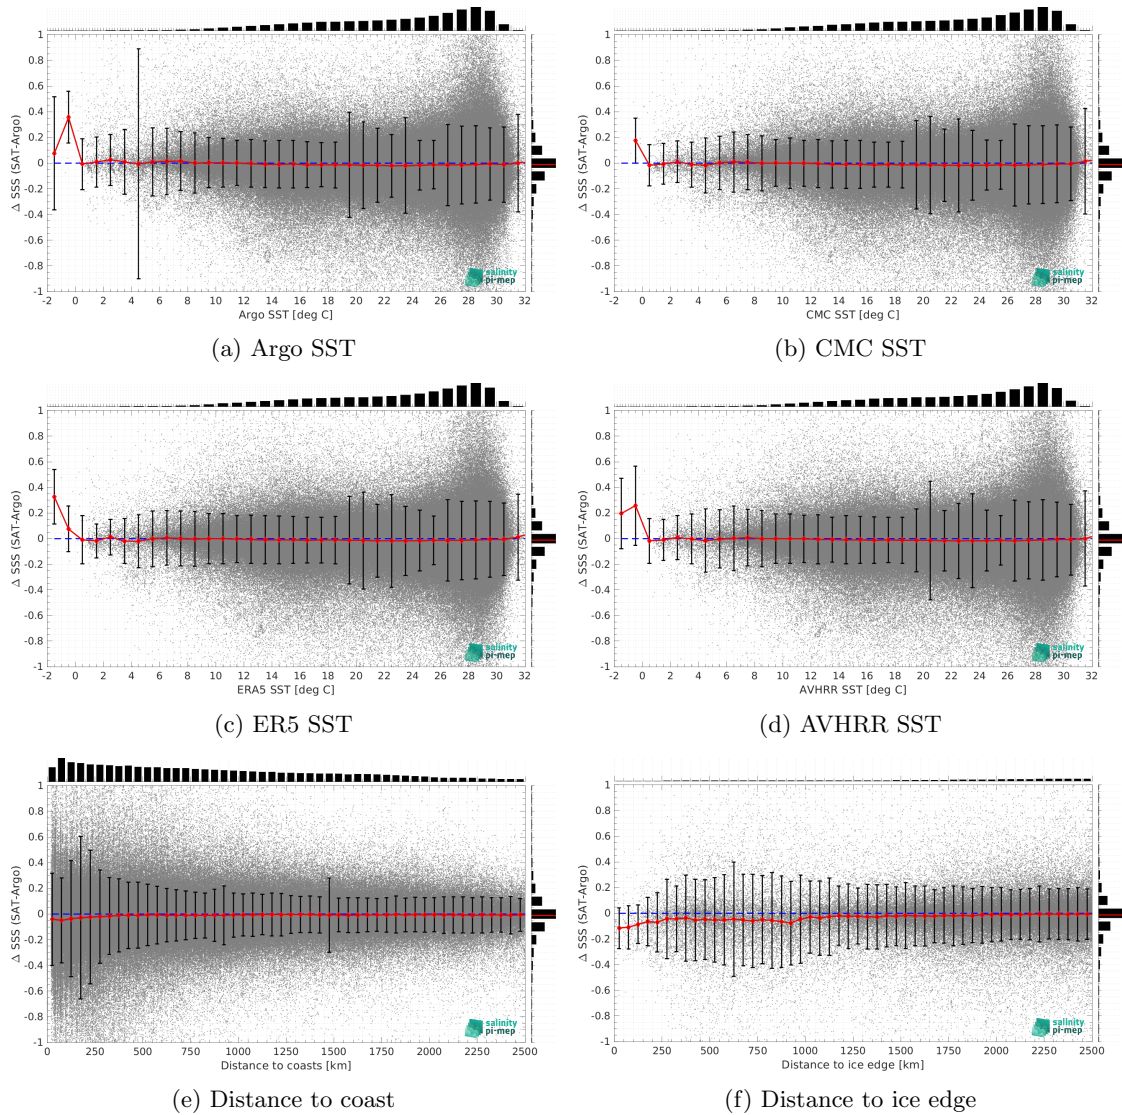 1
0.8
0.6
0.4
0.2
0
-0.2
-0.4
-0.6
-0.8
-1
Δ SSS (SAT-Argo)
salinity
pi-mep
-2 0 2 4 6 8 10 12 14 16 18 20 22 24 26 28 30 32
Argo SST [deg C]
(a) Argo SST
1
0.8
0.6
0.4
0.2
0
-0.2
-0.4
-0.6
-0.8
-1
Δ SSS (SAT-Argo)
salinity
pi-mep
-2 0 2 4 6 8 10 12 14 16 18 20 22 24 26 28 30 32
CMC SST [deg C]
(b) CMC SST
1
0.8
0.6
0.4
0.2
0
-0.2
-0.4
-0.6
-0.8
-1
Δ SSS (SAT-Argo)
salinity
pi-mep
-2 0 2 4 6 8 10 12 14 16 18 20 22 24 26 28 30 32
ERA5 SST [deg C]
(c) ER5 SST
1
0.8
0.6
0.4
0.2
0
-0.2
-0.4
-0.6
-0.8
-1
Δ SSS (SAT-Argo)
salinity
pi-mep
-2 0 2 4 6 8 10 12 14 16 18 20 22 24 26 28 30 32
AVHRR SST [deg C]
(d) AVHRR SST
1
0.8
0.6
0.4
0.2
0
-0.2
-0.4
-0.6
-0.8
-1
Δ SSS (SAT-Argo)
salinity
pi-mep
0 250 500 750 1000 1250 1500 1750 2000 2250 2500
Distance to coasts [km]
(e) Distance to coast
1
0.8
0.6
0.4
0.2
0
-0.2
-0.4
-0.6
-0.8
-1
Δ SSS (SAT-Argo)
salinity
pi-mep
0 250 500 750 1000 1250 1500 1750 2000 2250 2500
Distance to ice edge [km]
(f) Distance to ice edge